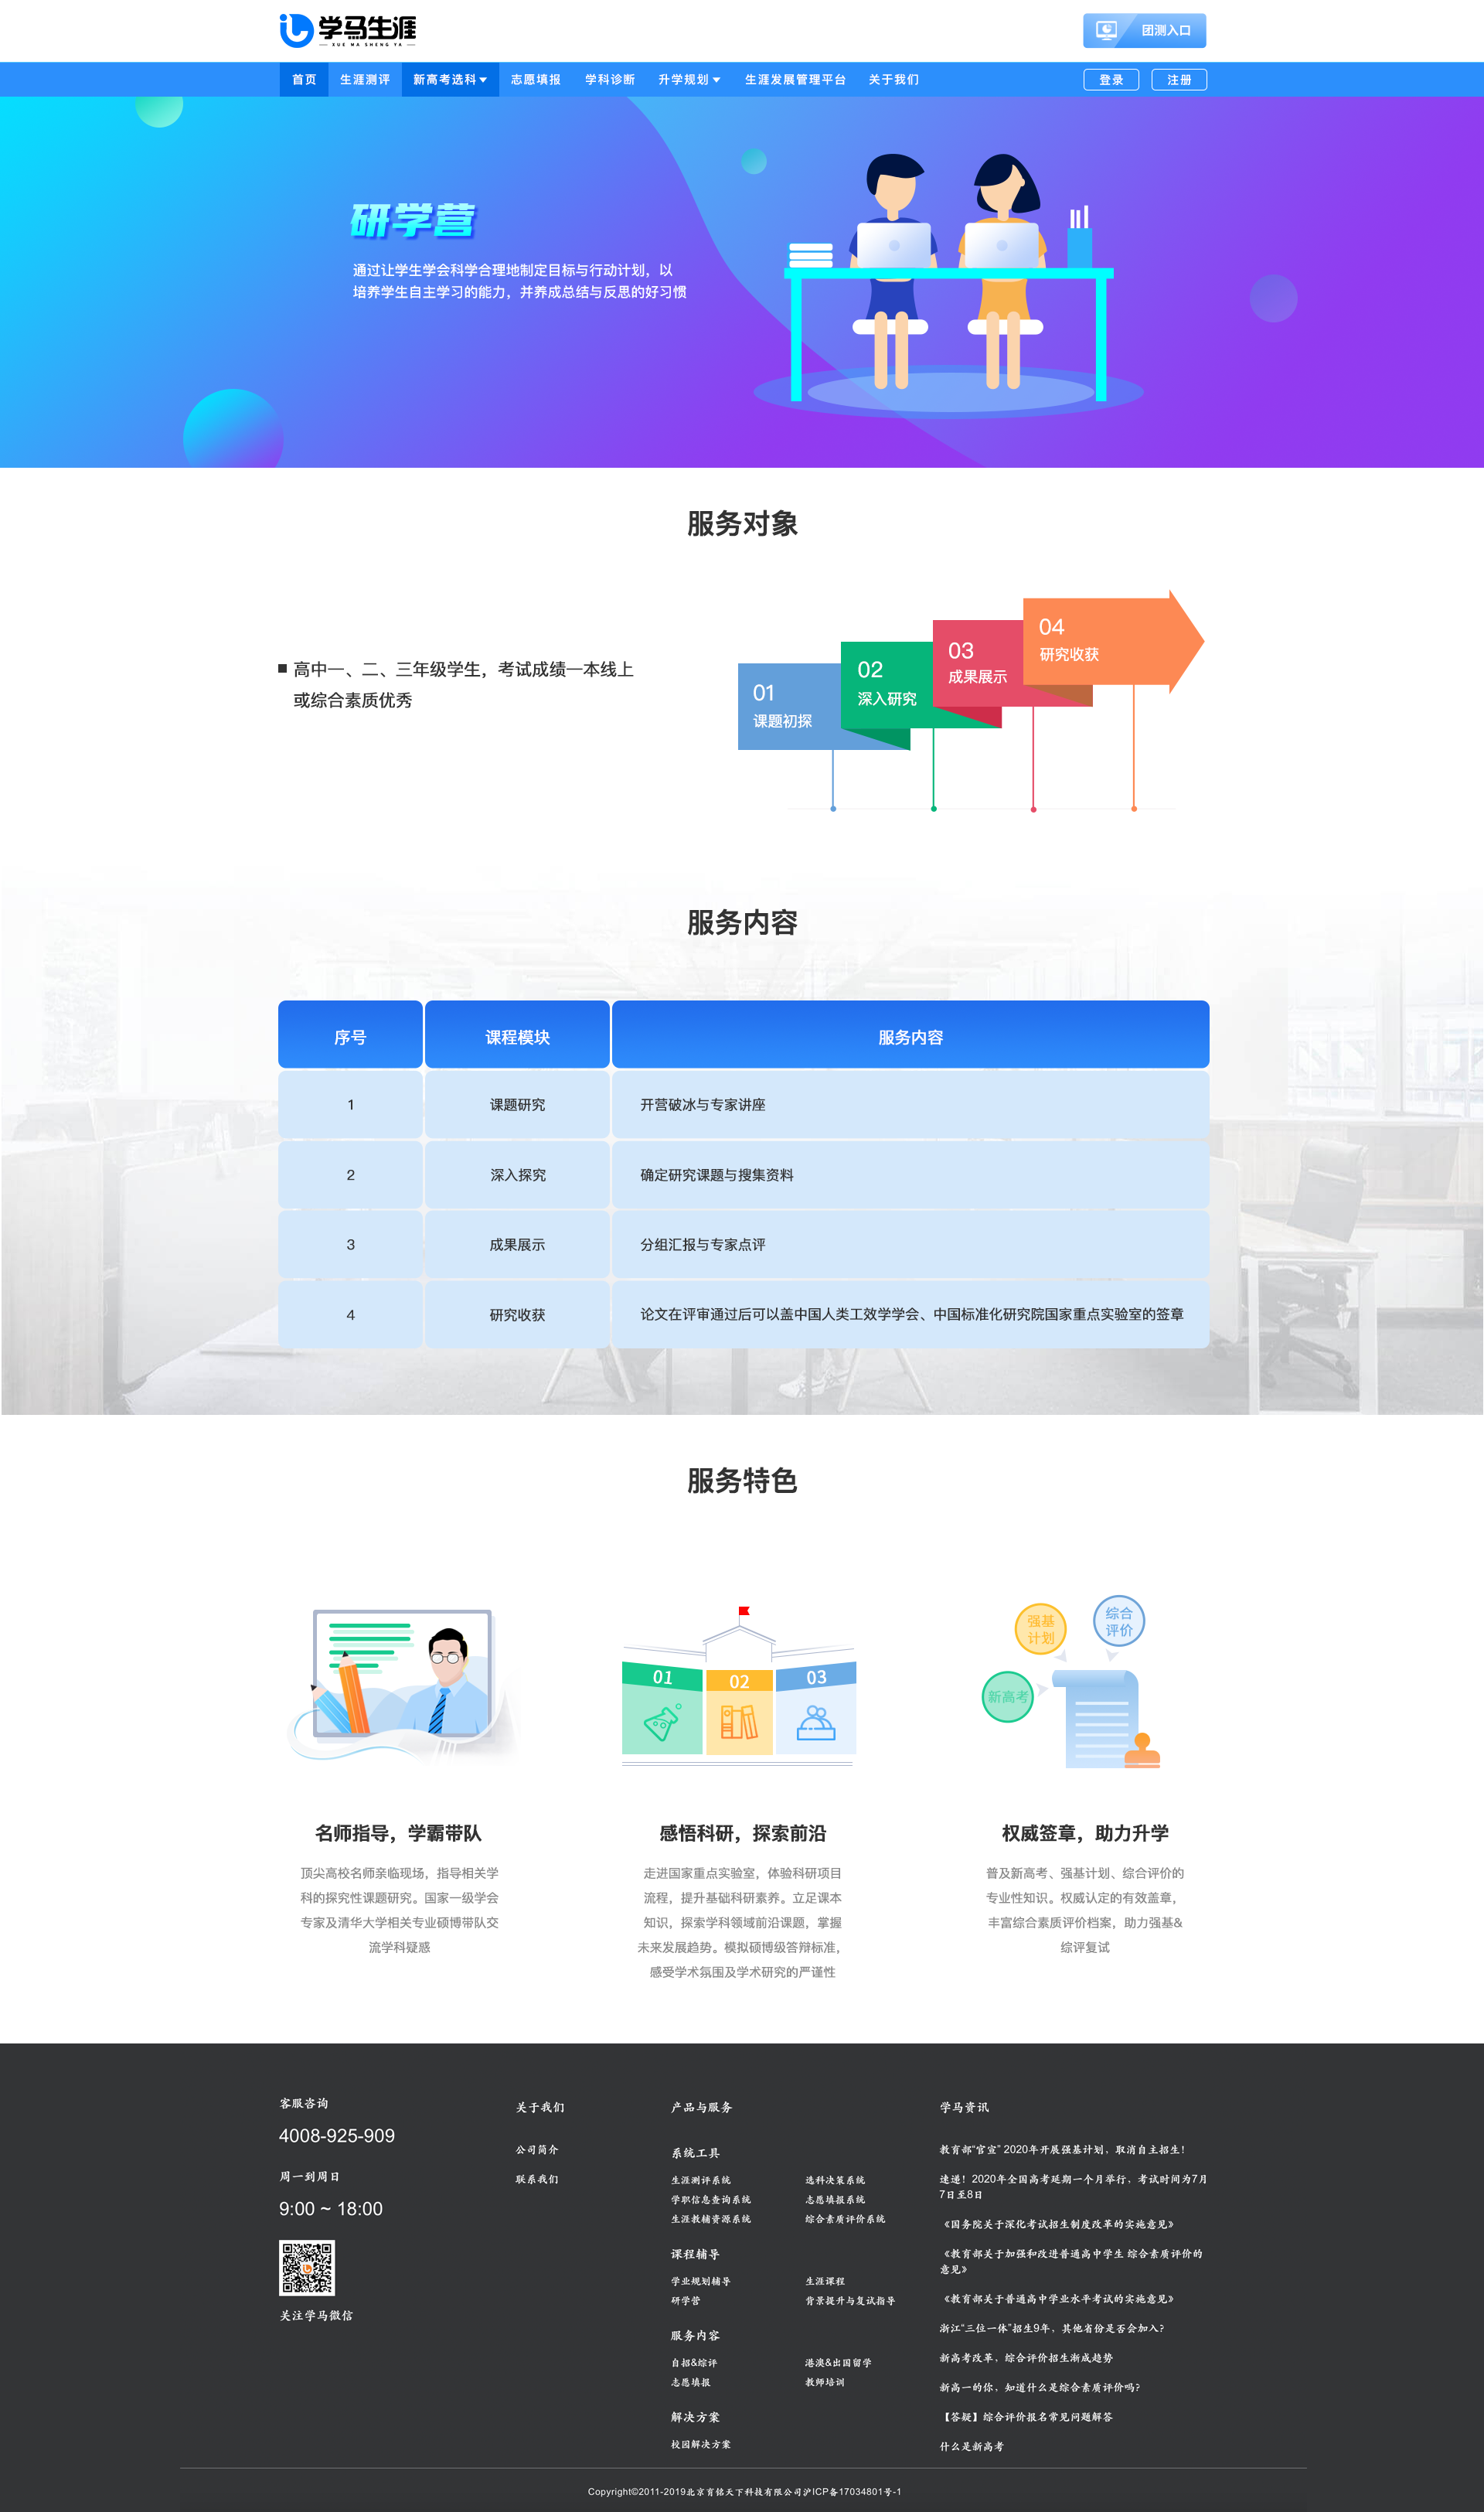 学马生涯
XUE MA SHENG YA
团测入口
首页 生涯测评 新高考选科 志愿填报 学科诊断 升学规划 生涯发展管理平台 关于我们 登录 注册
研学营
通过让学生学会科学合理地制定目标与行动计划，以
培养学生自主学习的能力，并养成总结与反思的好习惯
服务对象
高中一、二、三年级学生，考试成绩一本线上
或综合素质优秀
01
课题初探
02
深入研究
03
成果展示
04
研究收获
服务内容
序号 课程模块 服务内容
1 课题研究 开营破冰与专家讲座
2 深入探究 确定研究课题与搜集资料
3 成果展示 分组汇报与专家点评
4 研究收获 论文在评审通过后可以盖中国人类工效学学会、中国标准化研究院国家重点实验室的签章
服务特色
01
02
03
强基
计划
综合
评价
新高考
名师指导，学霸带队
顶尖高校名师亲临现场，指导相关学
科的探究性课题研究。国家一级学会
专家及清华大学相关专业硕博带队交
流学科疑惑
感悟科研，探索前沿
走进国家重点实验室，体验科研项目
流程，提升基础科研素养。立足课本
知识，探索学科领域前沿课题，掌握
未来发展趋势。模拟硕博级答辩标准，
感受学术氛围及学术研究的严谨性
权威签章，助力升学
普及新高考、强基计划、综合评价的
专业性知识。权威认定的有效盖章，
丰富综合素质评价档案，助力强基&
综评复试
客服咨询
4008-925-909
周一到周日
9:00 ~ 18:00
关注学马微信
关于我们
公司简介
联系我们
产品与服务
系统工具
生涯测评系统 选科决策系统
学职信息查询系统 志愿填报系统
生涯教辅资源系统 综合素质评价系统
课程辅导
学业规划辅导 生涯课程
研学营 背景提升与复试指导
服务内容
自招&综评 港澳&出国留学
志愿填报 教师培训
解决方案
校园解决方案
学马资讯
教育部“官宣” 2020年开展强基计划，取消自主招生！
速递！2020年全国高考延期一个月举行，考试时间为7月
7日至8日
《国务院关于深化考试招生制度改革的实施意见》
《教育部关于加强和改进普通高中学生 综合素质评价的
意见》
《教育部关于普通高中学业水平考试的实施意见》
浙江“三位一体”招生9年，其他省份是否会加入？
新高考改革，综合评价招生渐成趋势
新高一的你，知道什么是综合素质评价吗？
【答疑】综合评价报名常见问题解答
什么是新高考
Copyright©2011-2019北京育铭天下科技有限公司沪ICP备17034801号-1